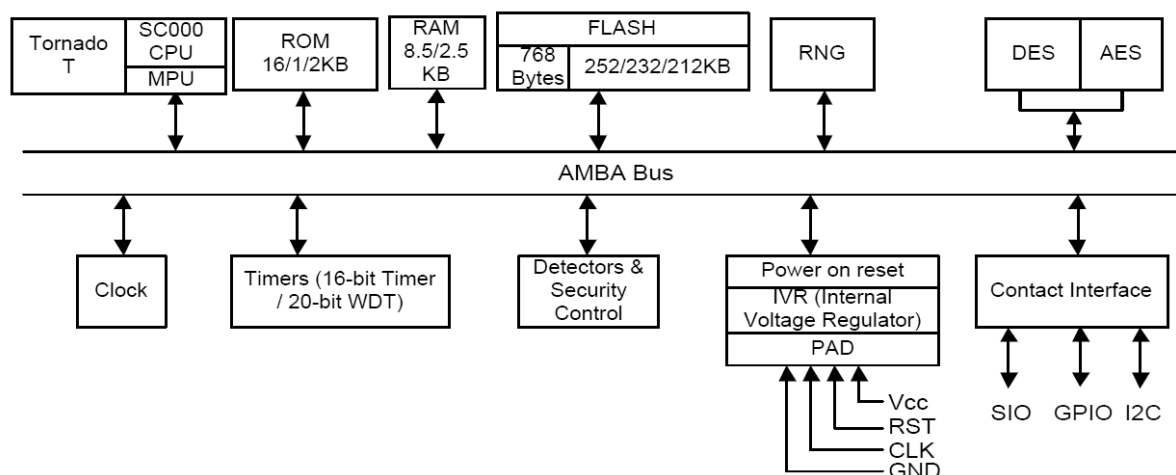 Tornado
T
SC000
CPU
MPU
ROM
16/1/2KB
RAM
8.5/2.5
KB
FLASH
768
Bytes
252/232/212KB
RNG
DES
AES
AMBA Bus
Clock
Timers (16-bit Timer
/ 20-bit WDT)
Detectors &
Security
Control
Power on reset
IVR (Internal
Voltage Regulator)
PAD
Vcc
RST
CLK
GND
Contact Interface
SIO
GPIO
I2C